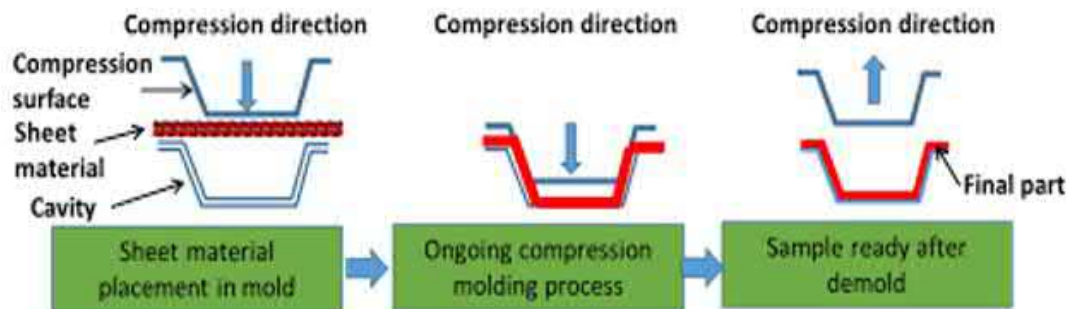 Compression direction
Compression direction
Compression direction
Compression
surface
Sheet
material
Cavity
Final part
Sheet material
placement in mold
Ongoing compression
molding process
Sample ready after
demold